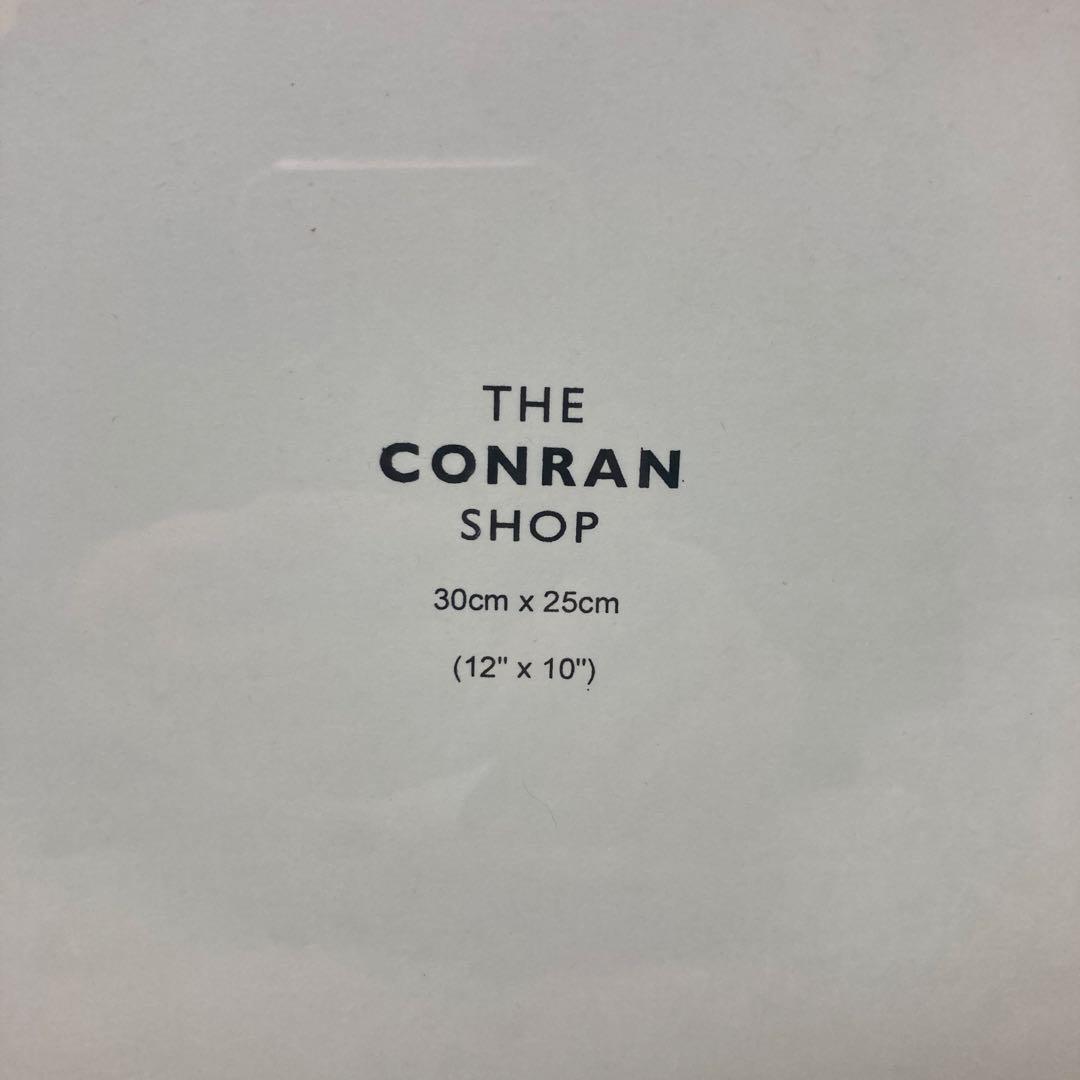 THE
CONRAN
SHOP
30cm x 25cm
(12" x 10")